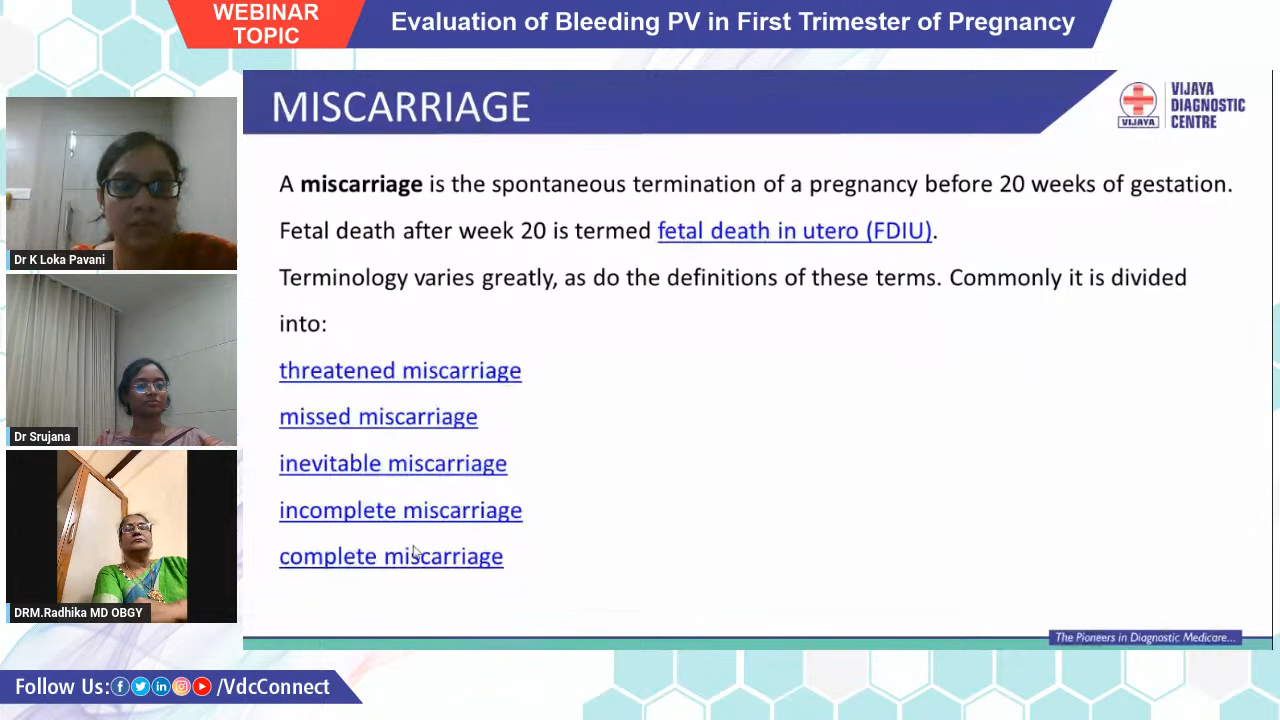 WEBINAR
TOPIC
Evaluation of Bleeding PV in First Trimester of Pregnancy
MISCARRIAGE
VIJAYA
VIJAYA
DIAGNOSTIC
CENTRE
A miscarriage is the spontaneous termination of a pregnancy before 20 weeks of gestation.
Fetal death after week 20 is termed fetal death in utero (FDIU).
Terminology varies greatly, as do the definitions of these terms. Commonly it is divided
into:
threatened miscarriage
missed miscarriage
inevitable miscarriage
incomplete miscarriage
complete miscarriage
Dr K Loka Pavani
Dr Srujana
DRM.Radhika MD OBGY
The Pioneers in Diagnostic Medicare...
Follow Us: /VdcConnect